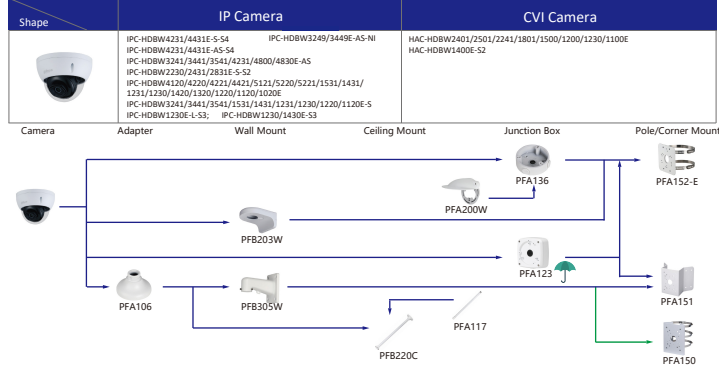 Shape
IP Camera
CVI Camera
IPC-HDBW4231/4431E-S-S4 IPC-HDBW3249/3449E-AS-NI
IPC-HDBW4231/4431E-AS-S4
IPC-HDBW3241/3441/3541/4231/4800/4830E-AS
IPC-HDBW2230/2431/2831E-S-S2
IPC-HDBW4120/4220/4221/4421/5121/5220/5221/1531/1431/
1231/1230/1420/1320/1220/1120/1020E
IPC-HDBW3241/3441/3541/1531/1431/1231/1230/1220/1120E-S
IPC-HDBW1230E-L-S3; IPC-HDBW1230/1430E-S3
HAC-HDBW2401/2501/2241/1801/1500/1200/1230/1100E
HAC-HDBW1400E-S2
Camera Adapter Wall Mount Ceiling Mount Junction Box Pole/Corner Mount
PFA136
PFA152-E
PFA200W
PFB203W
PFA123
PFA106
PFB305W
PFA151
PFA117
PFB220C
PFA150